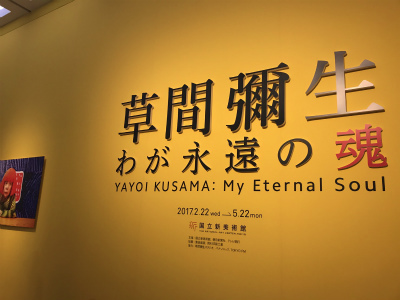 草間彌生
わが永遠の魂
YAYOI KUSAMA: My Eternal Soul
2017.2.22 wed 5.22 mon
国立新美術館